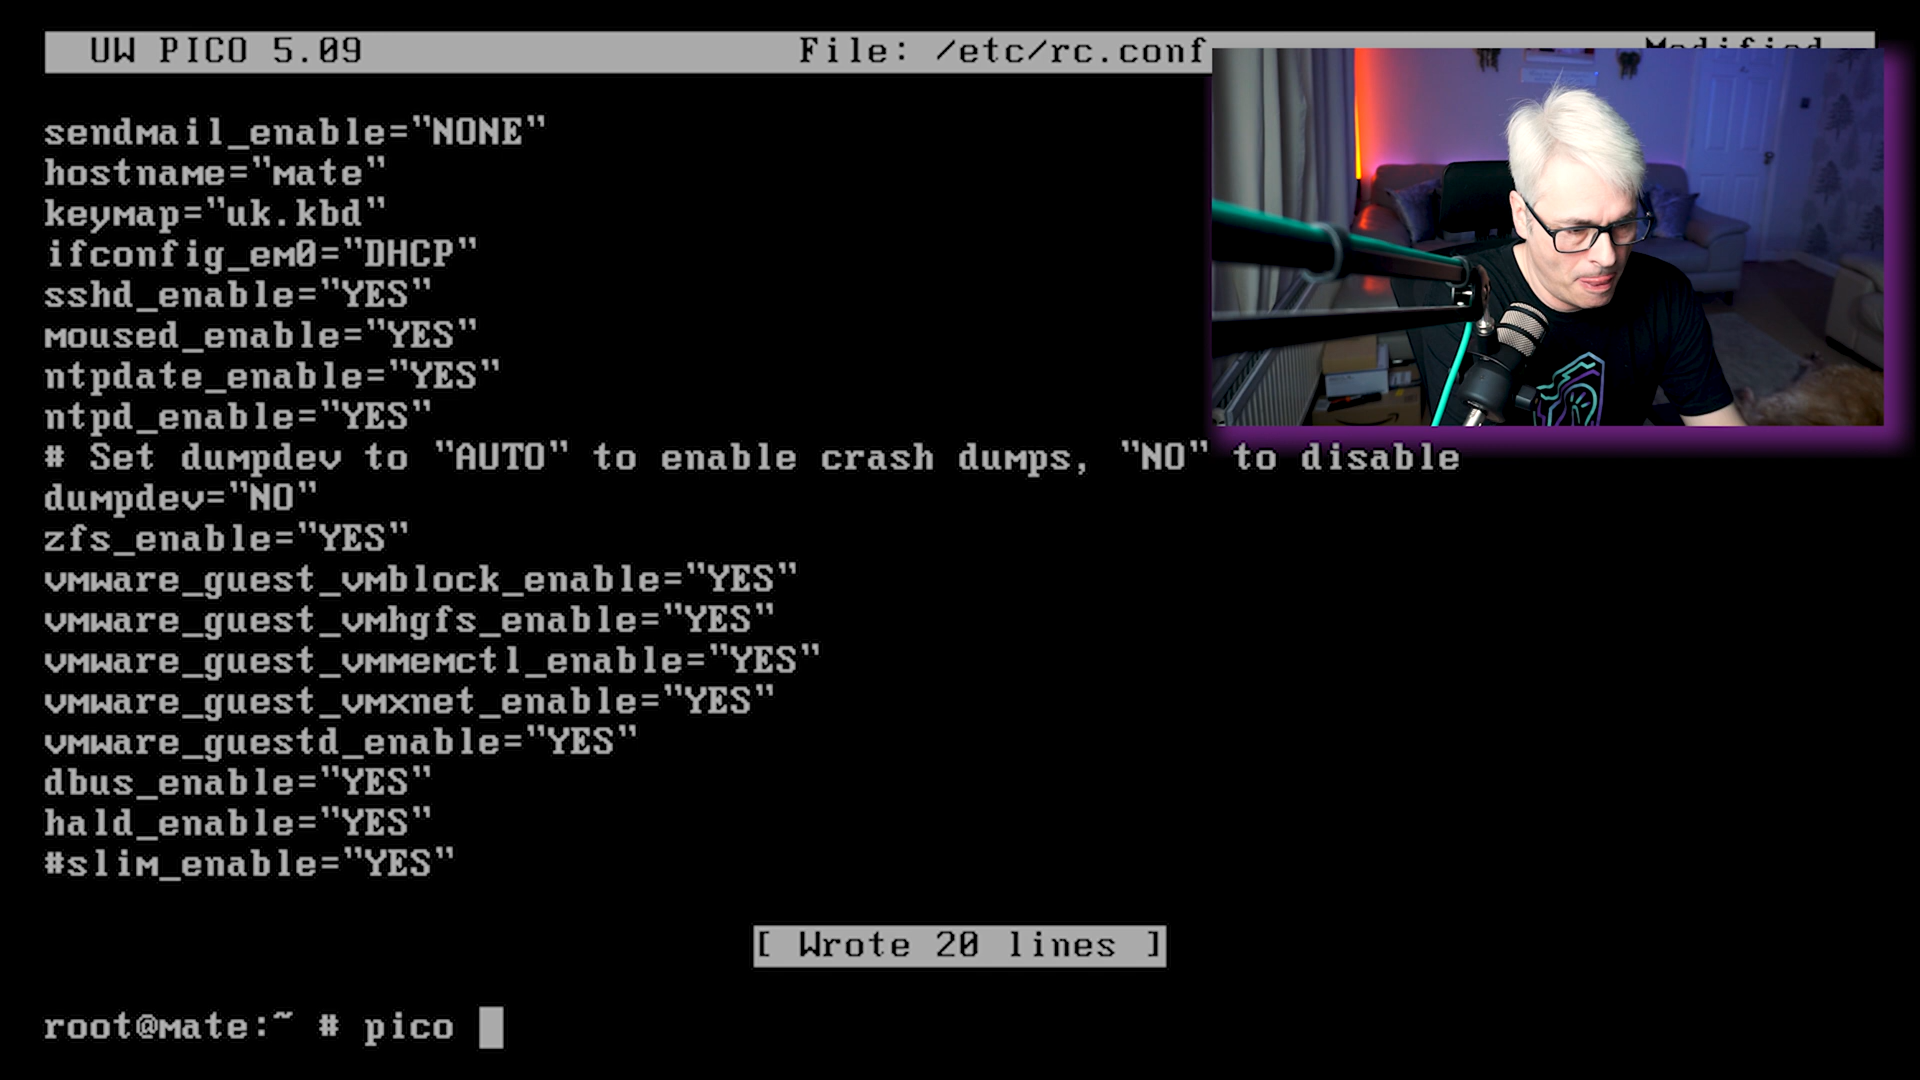 UW PICO 5.09 File: /etc/rc.conf Modified
sendmail_enable="NONE"
hostname="mate"
keymap="uk.kbd"
ifconfig_em0="DHCP"
sshd_enable="YES"
moused_enable="YES"
ntpdate_enable="YES"
ntpd_enable="YES"
# Set dumpdev to "AUTO" to enable crash dumps, "NO" to disable
dumpdev="NO"
zfs_enable="YES"
vmware_guest_vmblock_enable="YES"
vmware_guest_vmhgfs_enable="YES"
vmware_guest_vmmemctl_enable="YES"
vmware_guest_vmxnet_enable="YES"
vmware_guestd_enable="YES"
dbus_enable="YES"
hald_enable="YES"
#slim_enable="YES"
[ Wrote 20 lines ]
root@mate:~ # pico